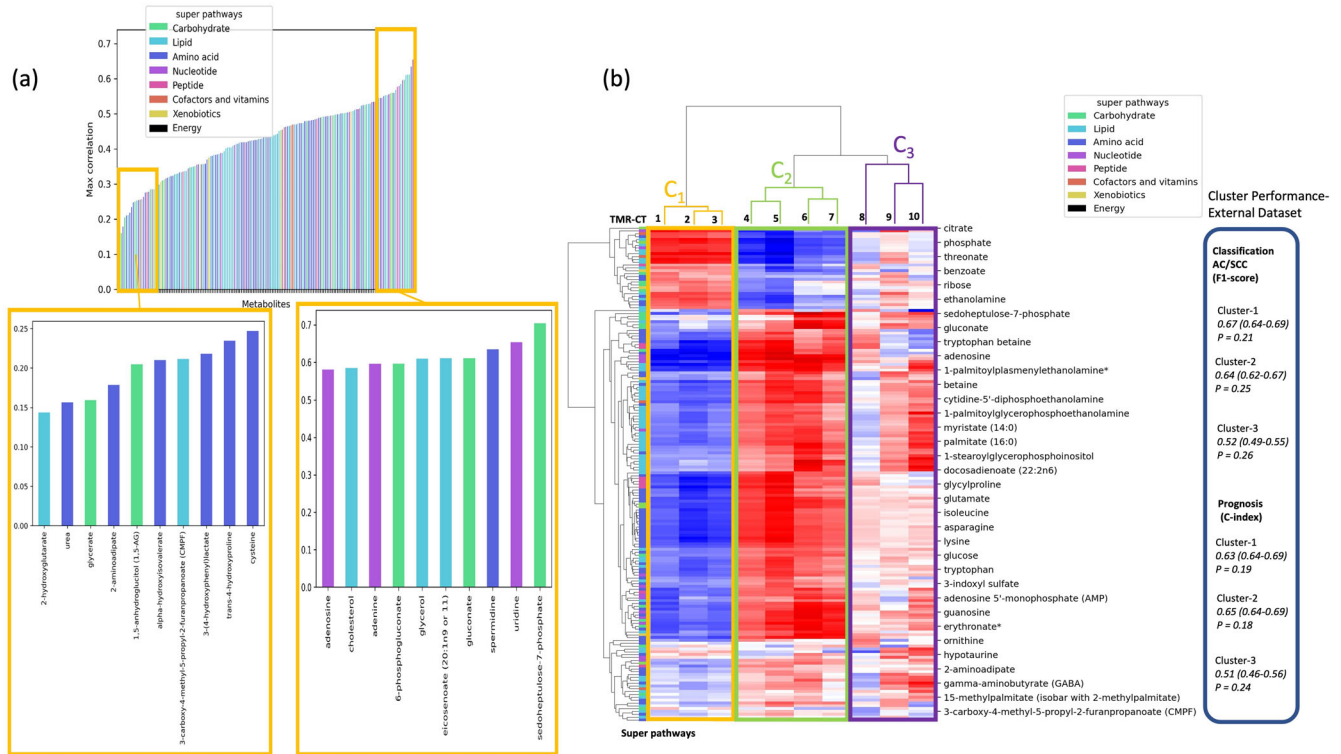 (a)
super pathways
Carbohydrate
Lipid
Amino acid
Nucleotide
Peptide
Cofactors and vitamins
Xenobiotics
Energy
Max correlation
0.7
0.6
0.5
0.4
0.3
0.2
0.1
0.0
Metabolites
0.25
0.20
0.15
0.10
0.05
0.00
2-hydroxglutarate
urea
glycerate
2-aminoadipate
1,5-anhydroglucitol (1,5-AG)
alpha-hydroxyisovalerate
3-carboxy-4-methyl-5-propyl-2-furanpropanoate (CMPF)
3-(4-hydroxyphenyl)lactate
trans-4-hydroxyproline
cysteine
0.7
0.6
0.5
0.4
0.3
0.2
0.1
0.0
adenosine
cholesterol
adenine
6-phosphogluconate
glycerol
eicosenoate (20:1n9 or 11)
gluconate
spermidine
uridine
sedoheptulose-7-phosphate
(b)
super pathways
Carbohydrate
Lipid
Amino acid
Nucleotide
Peptide
Cofactors and vitamins
Xenobiotics
Energy
C1
C2
C3
TMR-CT
1 2 3 4 5 6 7 8 9 10
citrate
phosphate
threonate
benzoate
ribose
ethanolamine
sedoheptulose-7-phosphate
gluconate
tryptophan betaine
adenosine
1-palmitoylplasmenylethanolamine*
betaine
cytidine-5'-diphosphoethanolamine
1-palmitoylglycerophosphoethanolamine
myristate (14:0)
palmitate (16:0)
1-stearoylglycerophosphoinositol
docosadienoate (22:2n6)
glycylproline
glutamate
isoleucine
asparagine
lysine
glucose
tryptophan
3-indoxyl sulfate
adenosine 5'-monophosphate (AMP)
guanosine
erythronate*
ornithine
hypotaurine
2-aminoadipate
gamma-aminobutyrate (GABA)
15-methylpalmitate (isobar with 2-methylpalmitate)
3-carboxy-4-methyl-5-propyl-2-furanpropanoate (CMPF)
Super pathways
Cluster Performance-
External Dataset
Classification
AC/SCC
(F1-score)
Cluster-1
0.67 (0.64-0.69)
P = 0.21
Cluster-2
0.64 (0.62-0.67)
P = 0.25
Cluster-3
0.52 (0.49-0.55)
P = 0.26
Prognosis
(C-index)
Cluster-1
0.63 (0.64-0.69)
P = 0.19
Cluster-2
0.65 (0.64-0.69)
P = 0.18
Cluster-3
0.51 (0.46-0.56)
P = 0.24